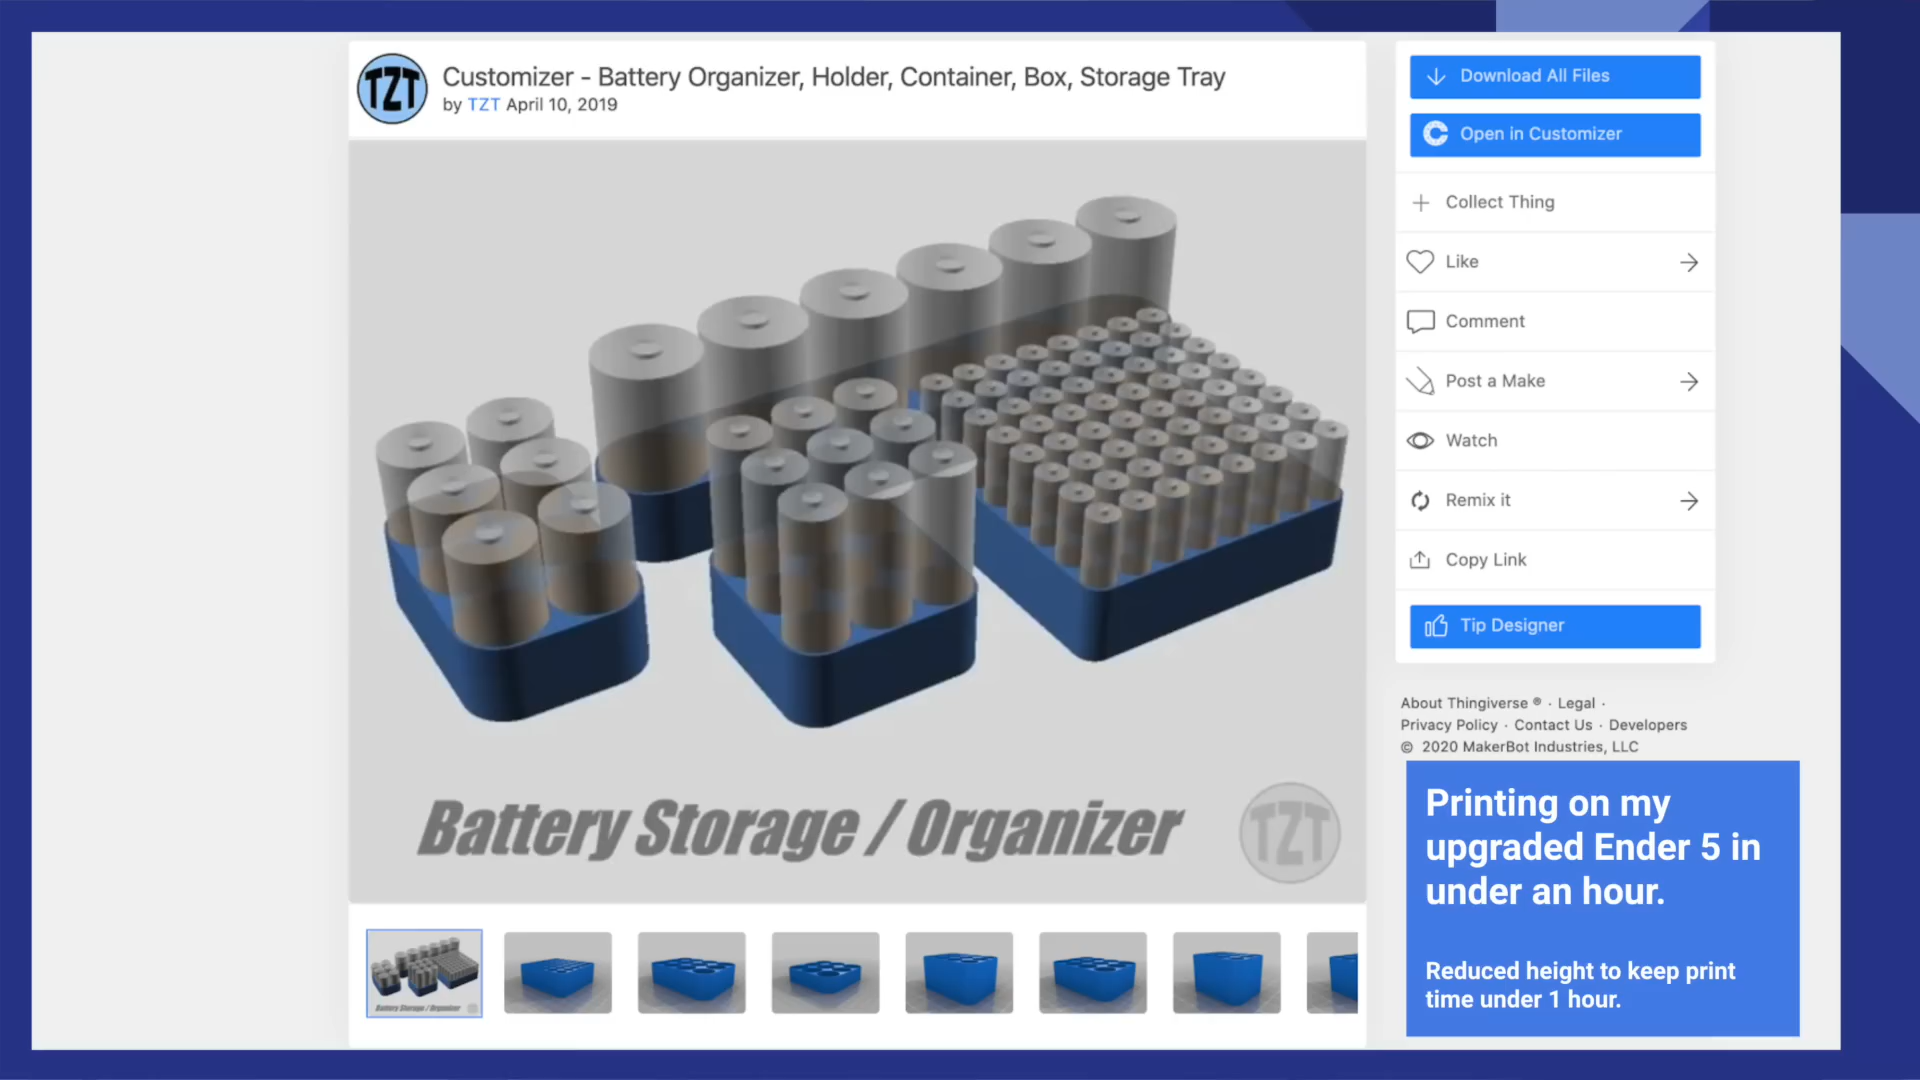 TZT
Customizer - Battery Organizer, Holder, Container, Box, Storage Tray
by TZT April 10, 2019
Battery Storage / Organizer
TZT
Battery Storage / Organizer
Download All Files
Open in Customizer
Collect Thing
Like
Comment
Post a Make
Watch
Remix it
Copy Link
Tip Designer
About Thingiverse ® · Legal ·
Privacy Policy · Contact Us · Developers
© 2020 MakerBot Industries, LLC
Printing on my
upgraded Ender 5 in
under an hour.
Reduced height to keep print
time under 1 hour.